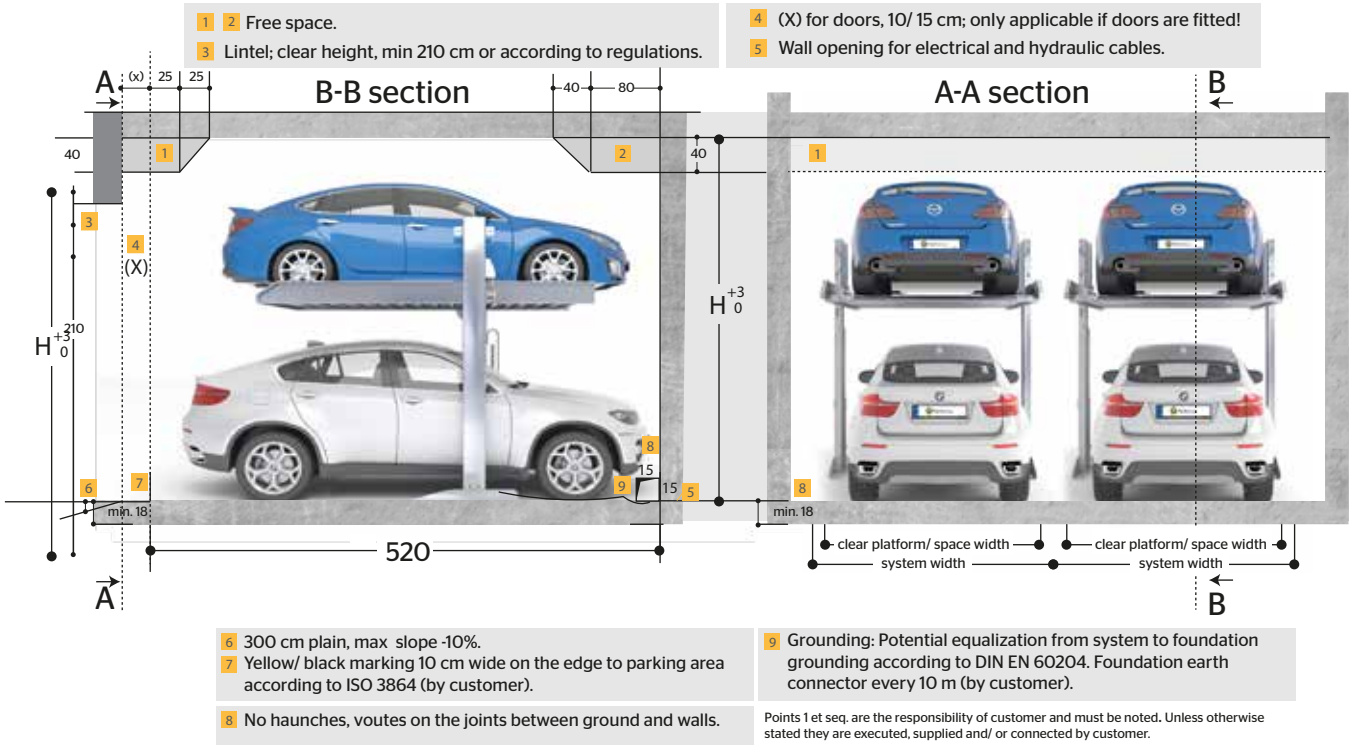 1 2 Free space.
3 Lintel; clear height, min 210 cm or according to regulations.
4 (X) for doors, 10/ 15 cm; only applicable if doors are fitted!
5 Wall opening for electrical and hydraulic cables.
A
(x) 25 25
B-B section
40 80
A-A section
B
40
1
2
40
1
3
4
(X)
H +3 0
210
H +3 0
8
15
9
15
5
6
7
min. 18
8
min. 18
520
clear platform/ space width
clear platform/ space width
system width
system width
A
B
6 300 cm plain, max slope -10%.
7 Yellow/ black marking 10 cm wide on the edge to parking area
according to ISO 3864 (by customer).
8 No haunches, voutes on the joints between ground and walls.
9 Grounding: Potential equalization from system to foundation
grounding according to DIN EN 60204. Foundation earth
connector every 10 m (by customer).
Points 1 et seq. are the responsibility of customer and must be noted. Unless otherwise
stated they are executed, supplied and/ or connected by customer.